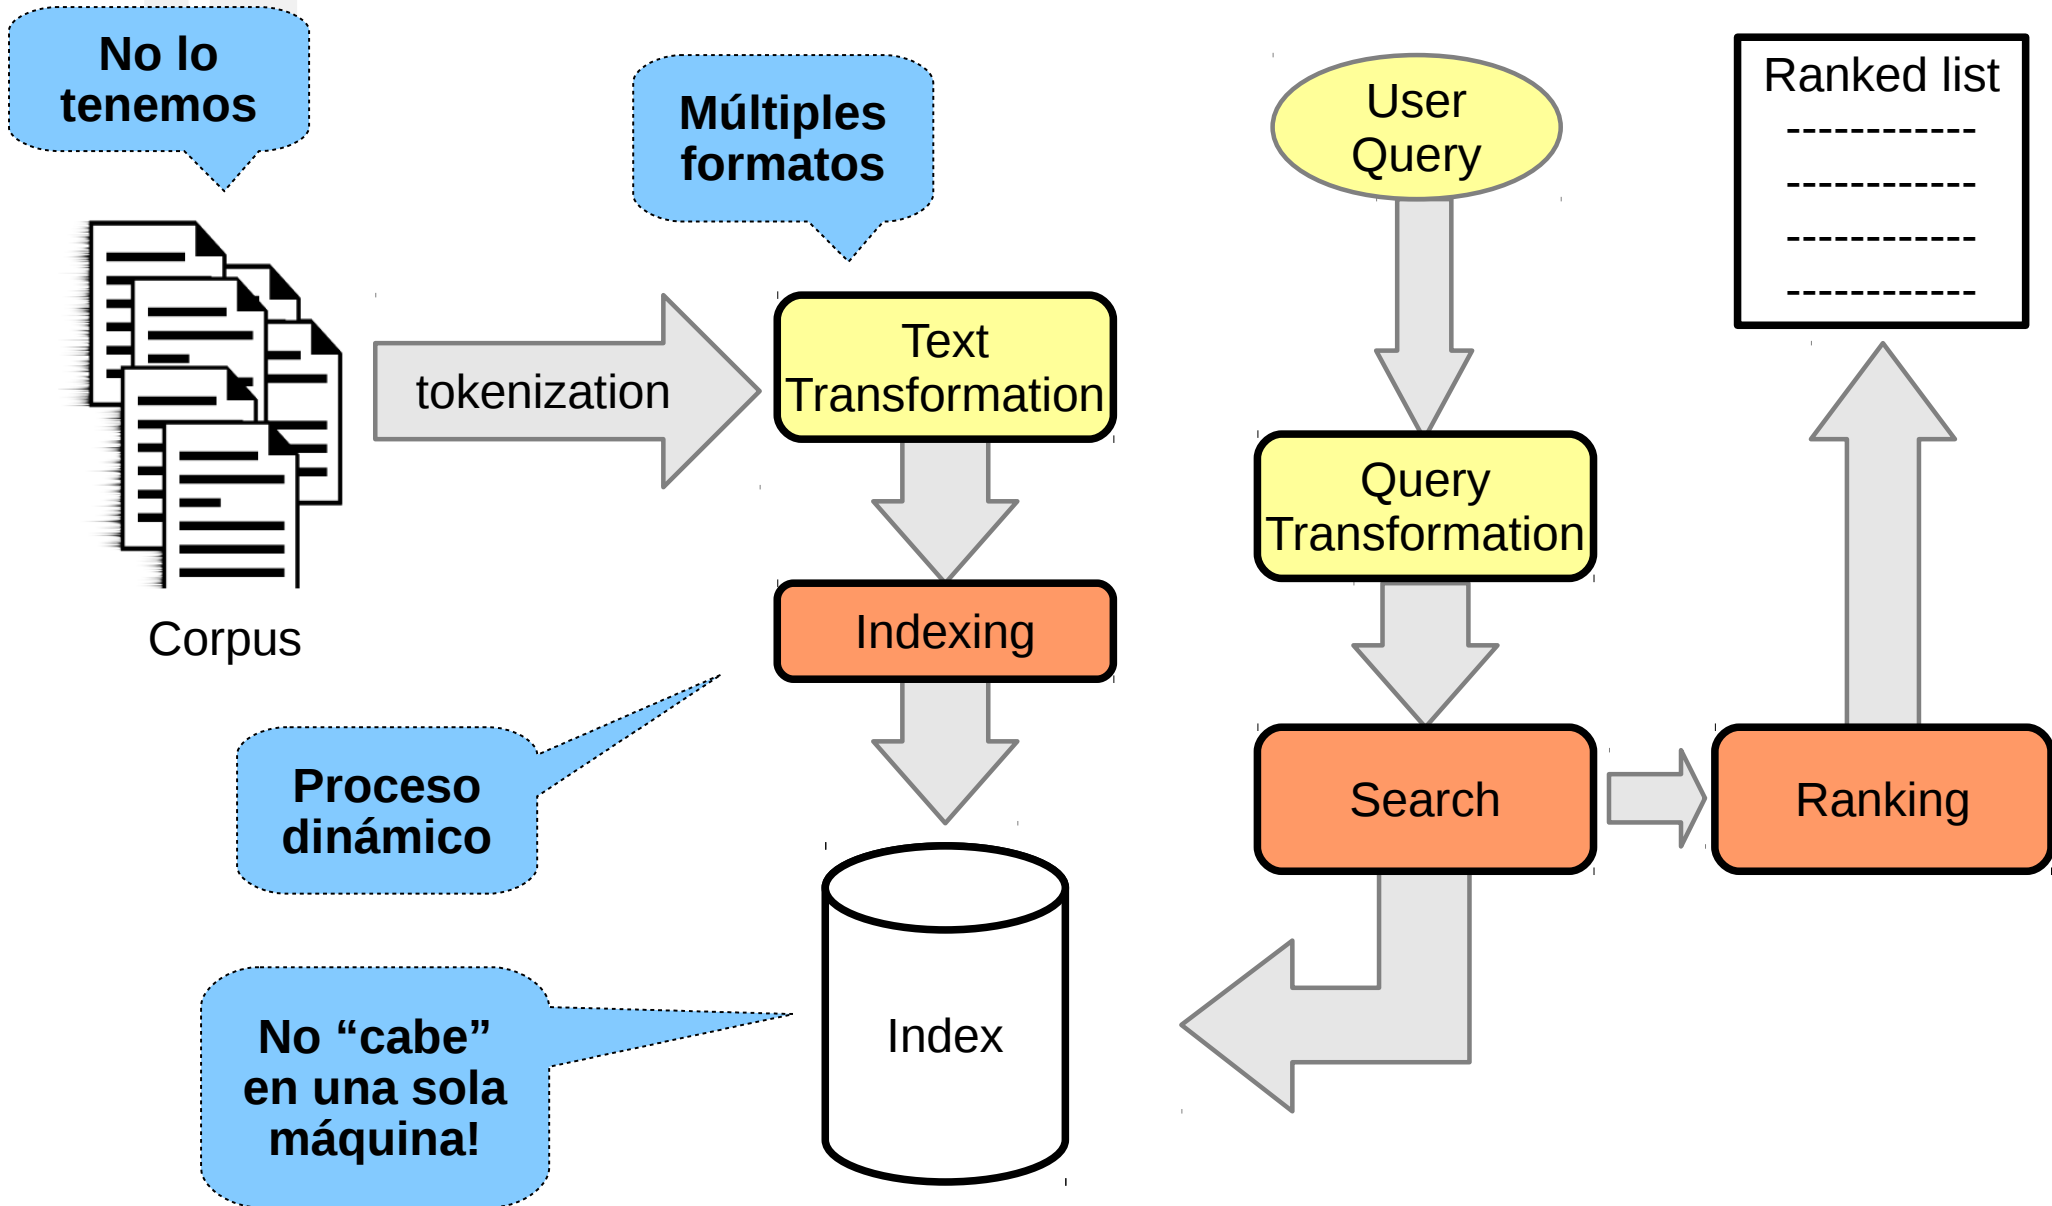 No lo
tenemos
Múltiples
formatos
User
Query
Ranked list
------------
------------
------------
------------
tokenization
Text
Transformation
Query
Transformation
Indexing
Corpus
Proceso
dinámico
Search
Ranking
No “cabe”
en una sola
máquina!
Index